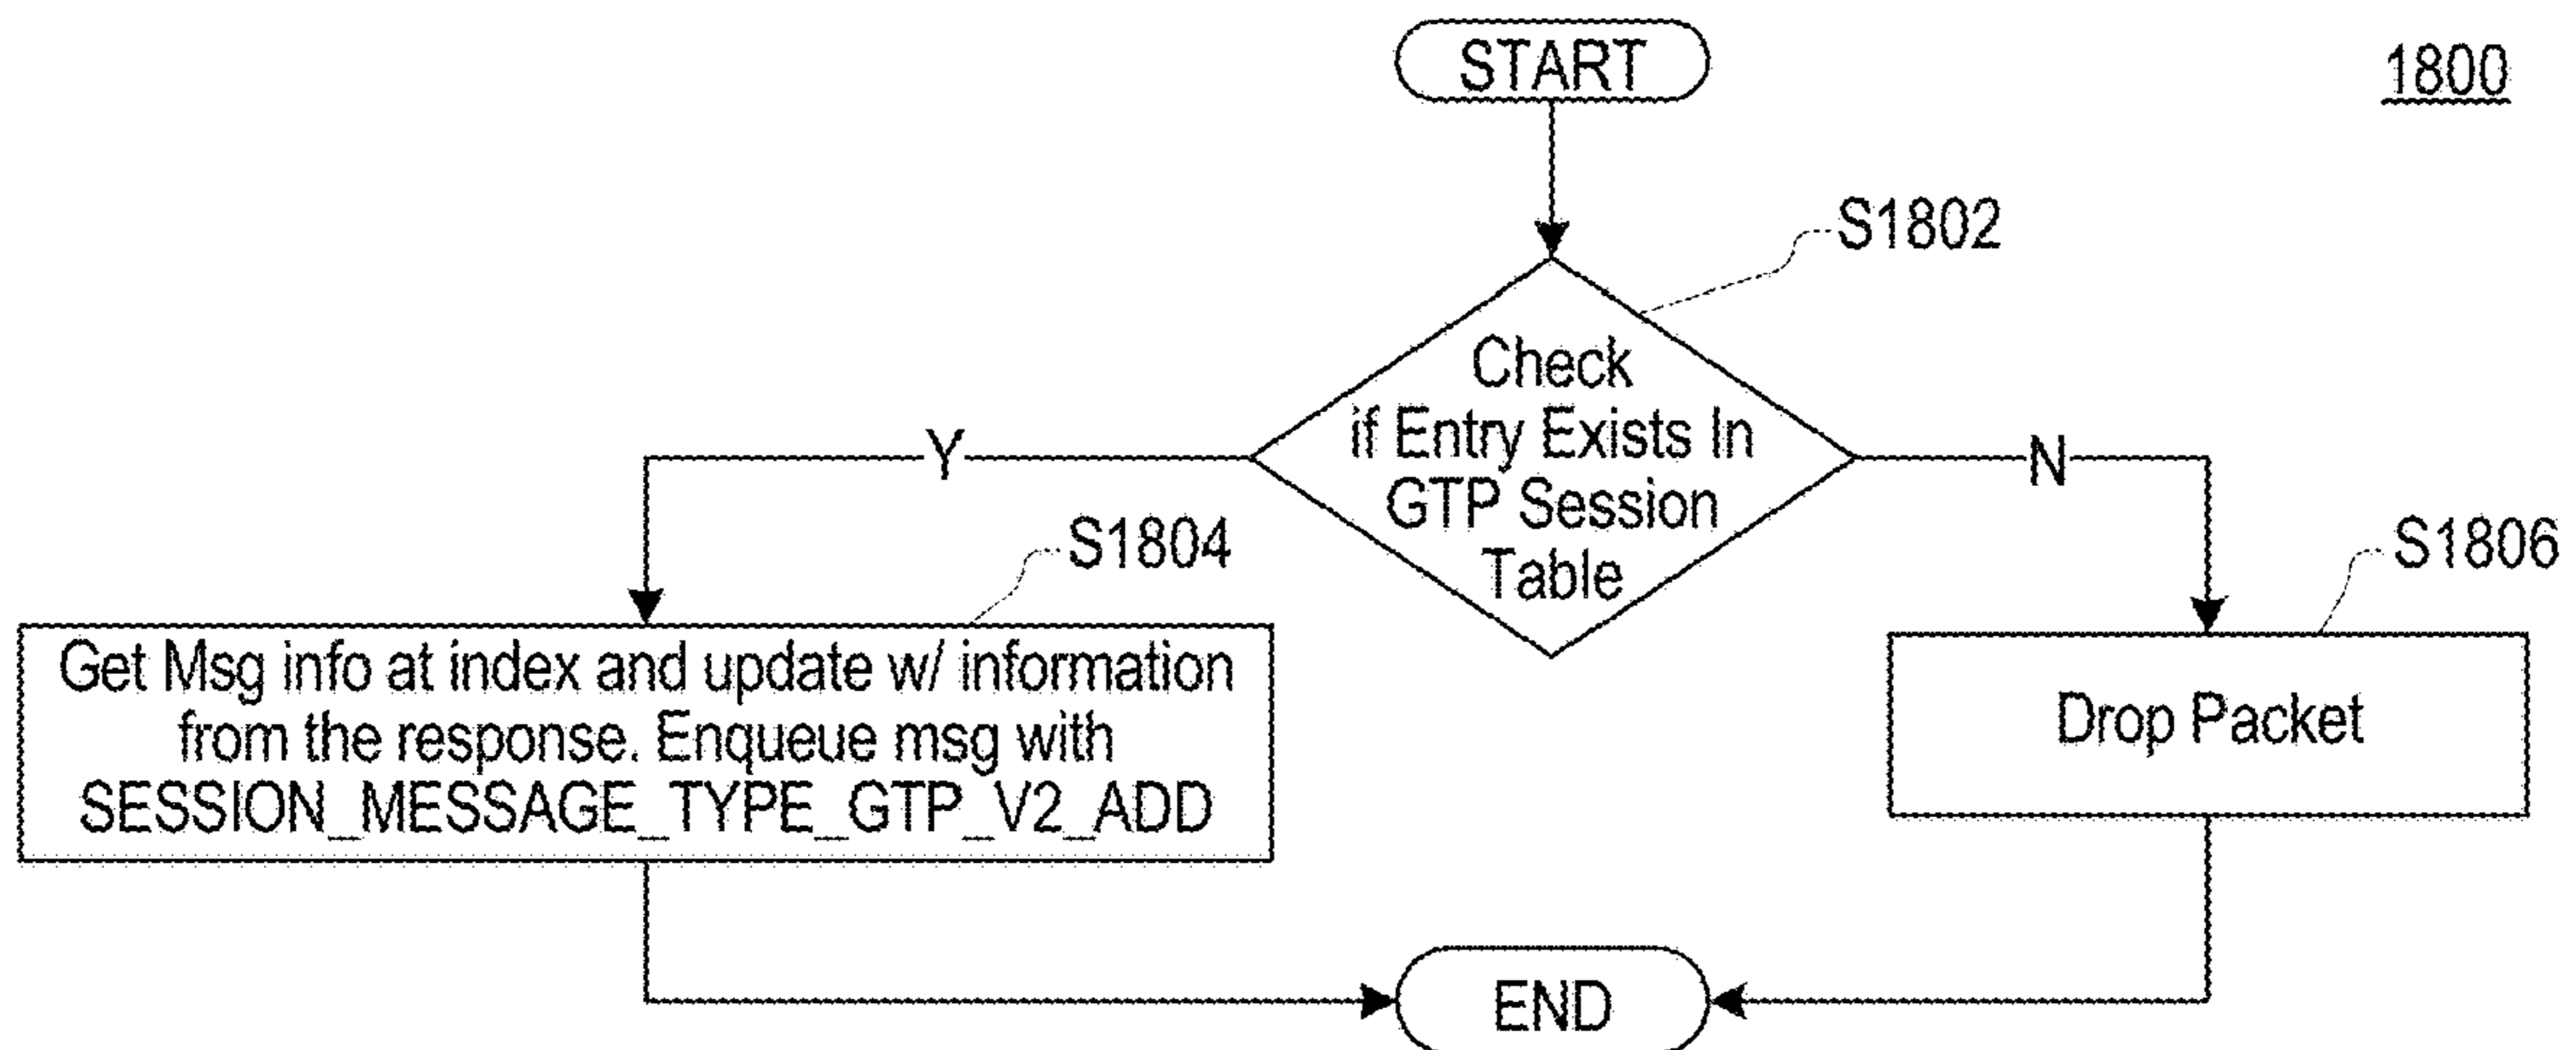 START
1800
S1802
Check
if Entry Exists In
GTP Session
Table
Y
N
S1804
S1806
Get Msg info at index and update w/ information
from the response. Enqueue msg with
SESSION_MESSAGE_TYPE_GTP_V2_ADD
Drop Packet
END